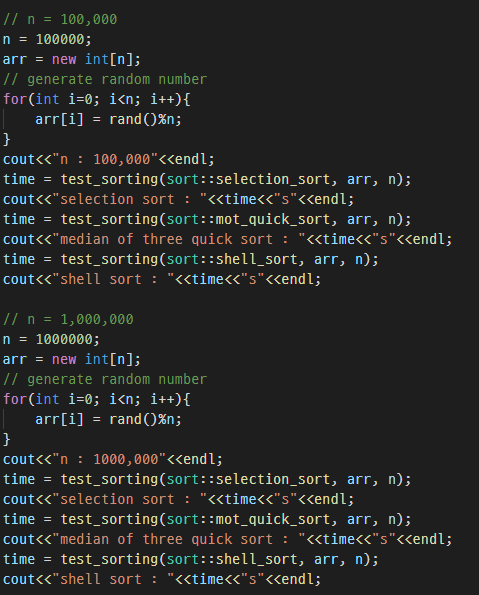 // n = 100,000
n = 100000;
arr = new int[n];
// generate random number
for(int i=0; i<n; i++){
    arr[i] = rand()%n;
}
cout<<"n : 100,000"<<endl;
time = test_sorting(sort::selection_sort, arr, n);
cout<<"selection sort : "<<time<<"s"<<endl;
time = test_sorting(sort::mot_quick_sort, arr, n);
cout<<"median of three quick sort : "<<time<<"s"<<endl;
time = test_sorting(sort::shell_sort, arr, n);
cout<<"shell sort : "<<time<<"s"<<endl;

// n = 1,000,000
n = 1000000;
arr = new int[n];
// generate random number
for(int i=0; i<n; i++){
    arr[i] = rand()%n;
}
cout<<"n : 1000,000"<<endl;
time = test_sorting(sort::selection_sort, arr, n);
cout<<"selection sort : "<<time<<"s"<<endl;
time = test_sorting(sort::mot_quick_sort, arr, n);
cout<<"median of three quick sort : "<<time<<"s"<<endl;
time = test_sorting(sort::shell_sort, arr, n);
cout<<"shell sort : "<<time<<"s"<<endl;